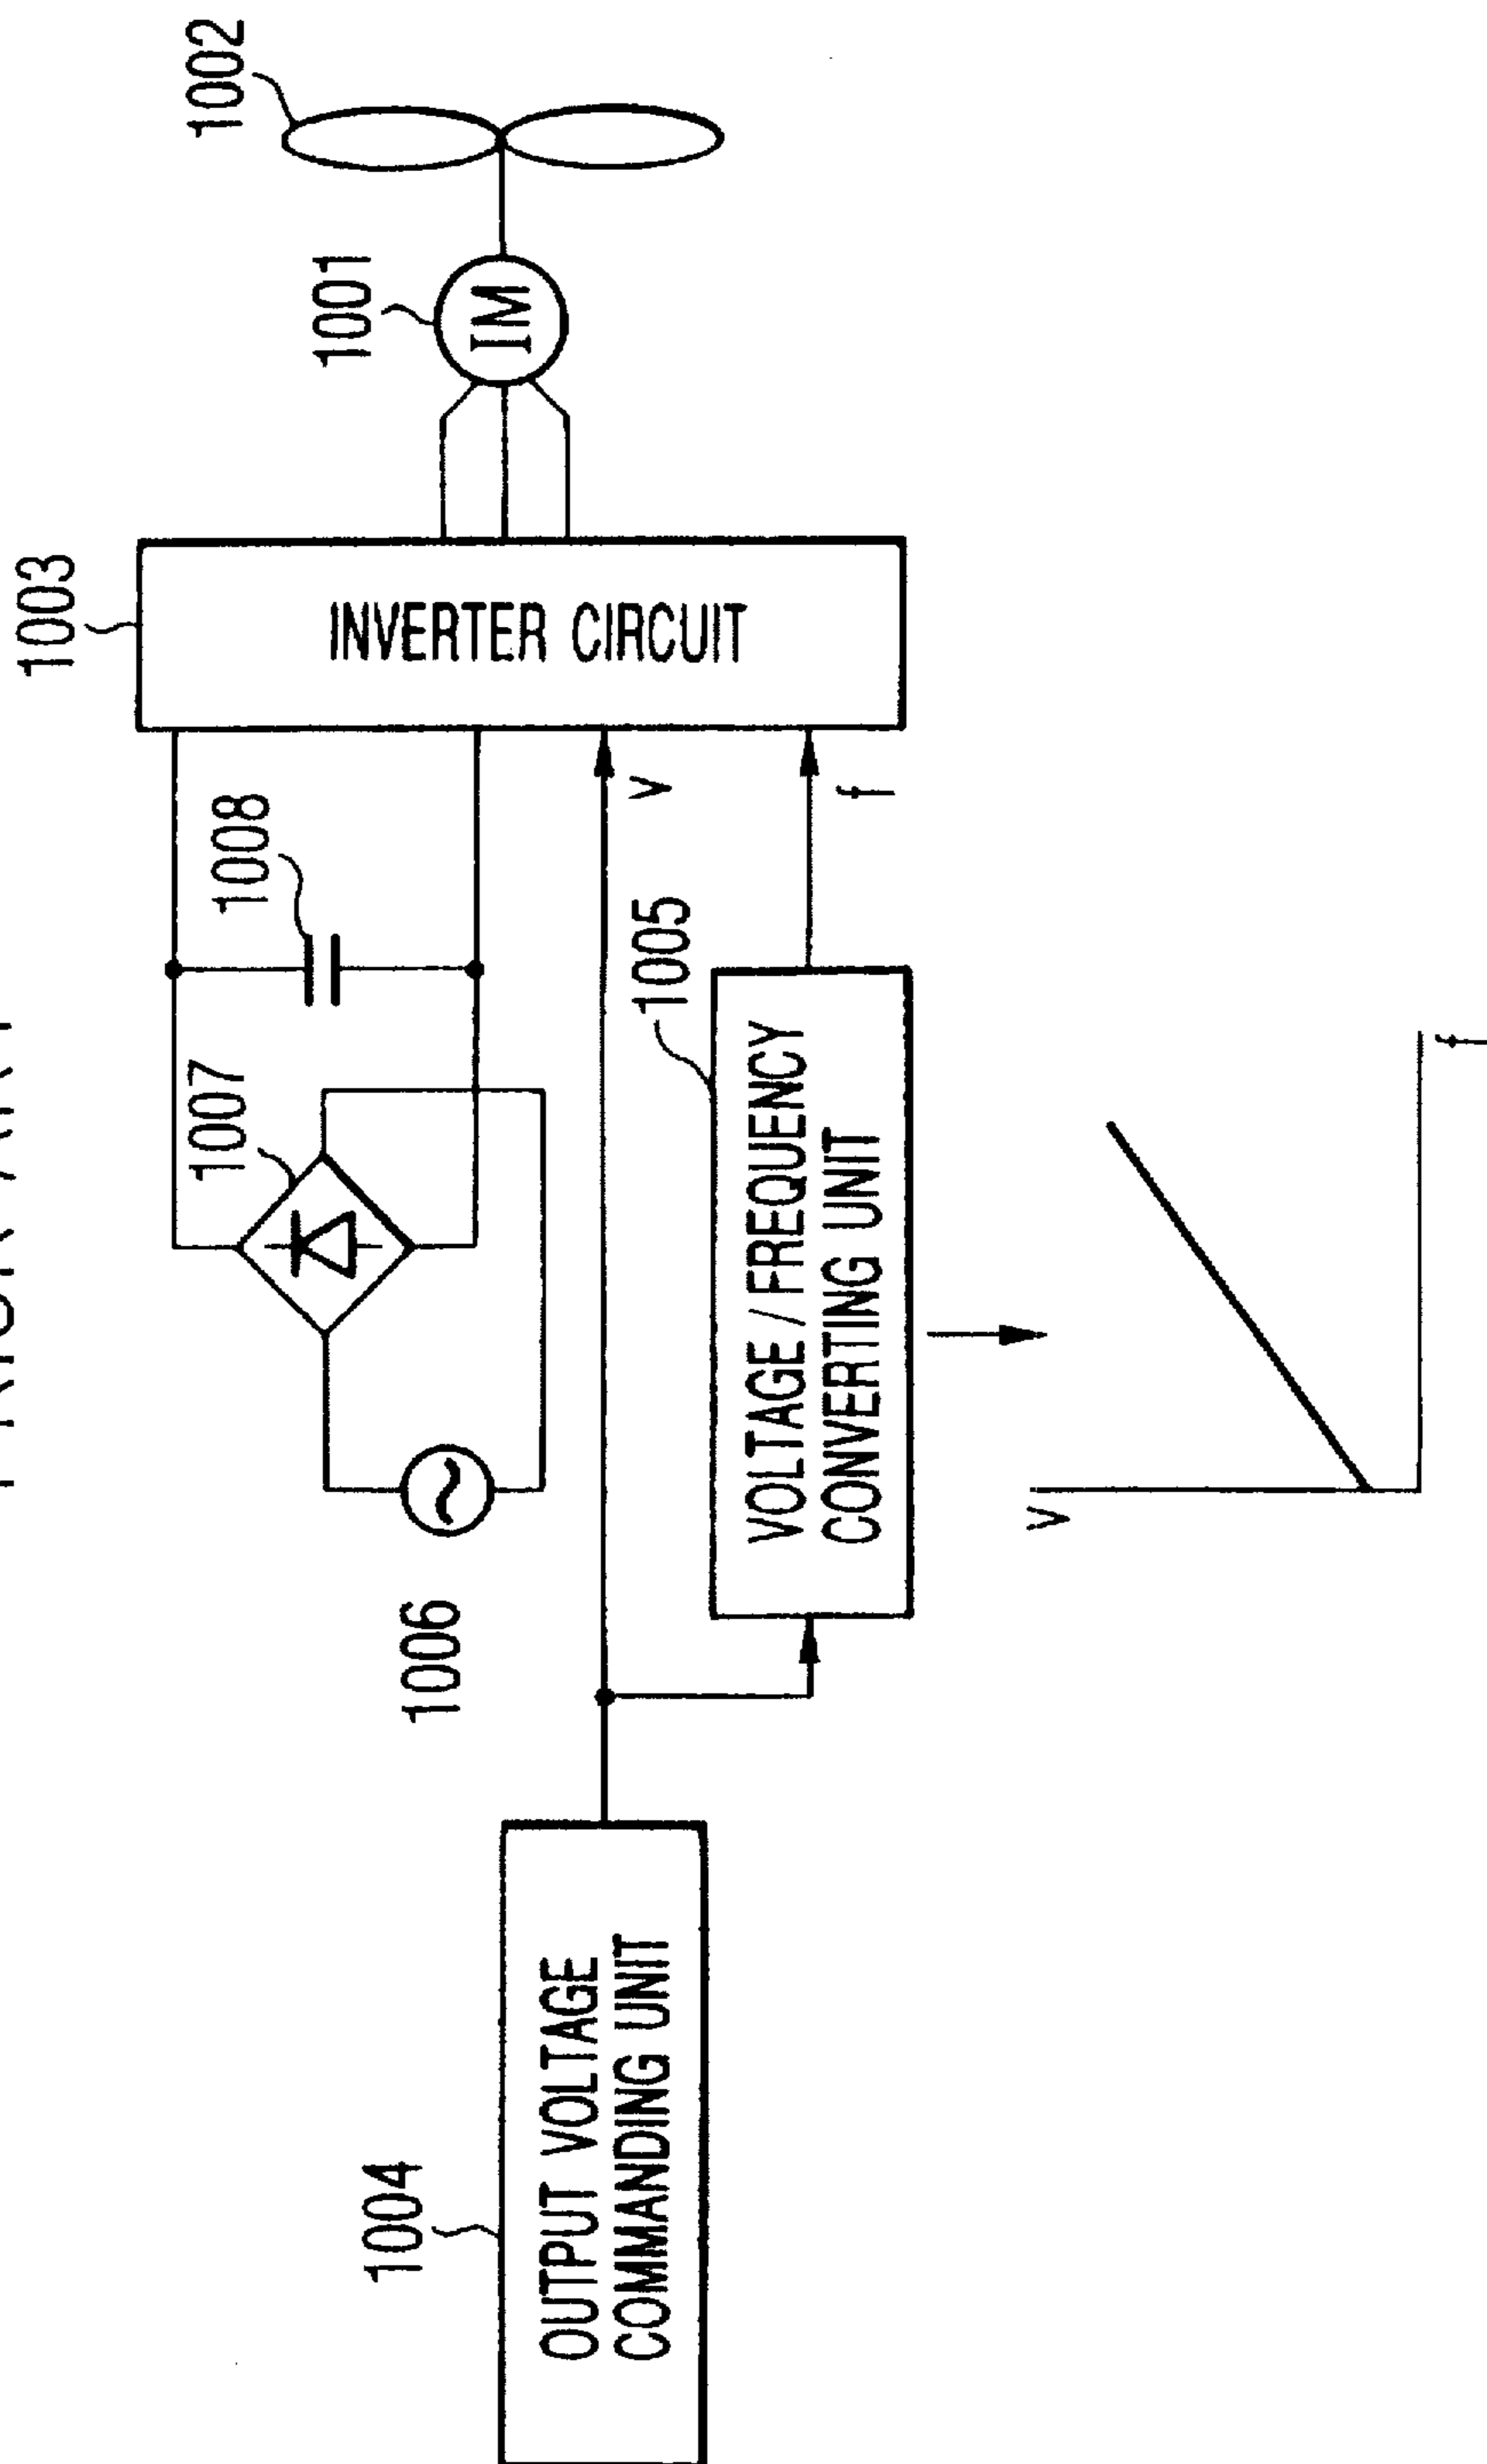 1002
1001
IM
1003
INVERTER CIRCUIT
1008
1007
1006
v
f
1005
VOLTAGE / FREQUENCY
CONVERTING UNIT
1004
OUTPUT VOLTAGE
COMMANDING UNIT
v
f